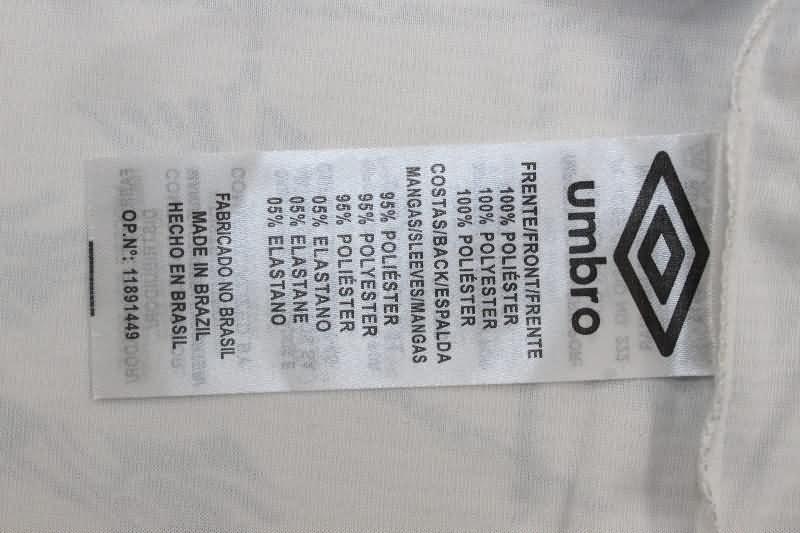 umbro
FRENTE/FRONT/FRENTE
100% POLIÉSTER
100% POLYESTER
100% POLIÉSTER
COSTAS/BACK/ESPALDA
MANGAS/SLEEVES/MANGAS
95% POLIÉSTER
95% POLYESTER
95% POLIÉSTER
05% ELASTANO
05% ELASTANE
05% ELASTANO
FABRICADO NO BRASIL
MADE IN BRAZIL
HECHO EN BRASIL
OP.Nº: 11891449